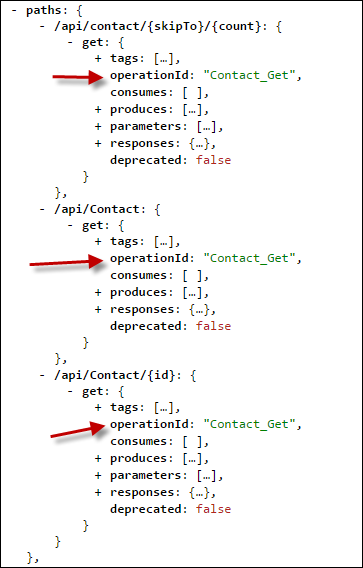 - paths: {
- /api/contact/{skipTo}/{count}: {
- get: {
+ tags: […],
operationId: "Contact_Get",
consumes: [ ],
+ produces: […],
+ parameters: […],
+ responses: {…},
deprecated: false
}
},
- /api/Contact: {
- get: {
+ tags: […],
operationId: "Contact_Get",
consumes: [ ],
+ produces: […],
+ responses: {…},
deprecated: false
}
},
- /api/Contact/{id}: {
- get: {
+ tags: […],
operationId: "Contact_Get",
consumes: [ ],
+ produces: […],
+ parameters: […],
+ responses: {…},
deprecated: false
}
}
},